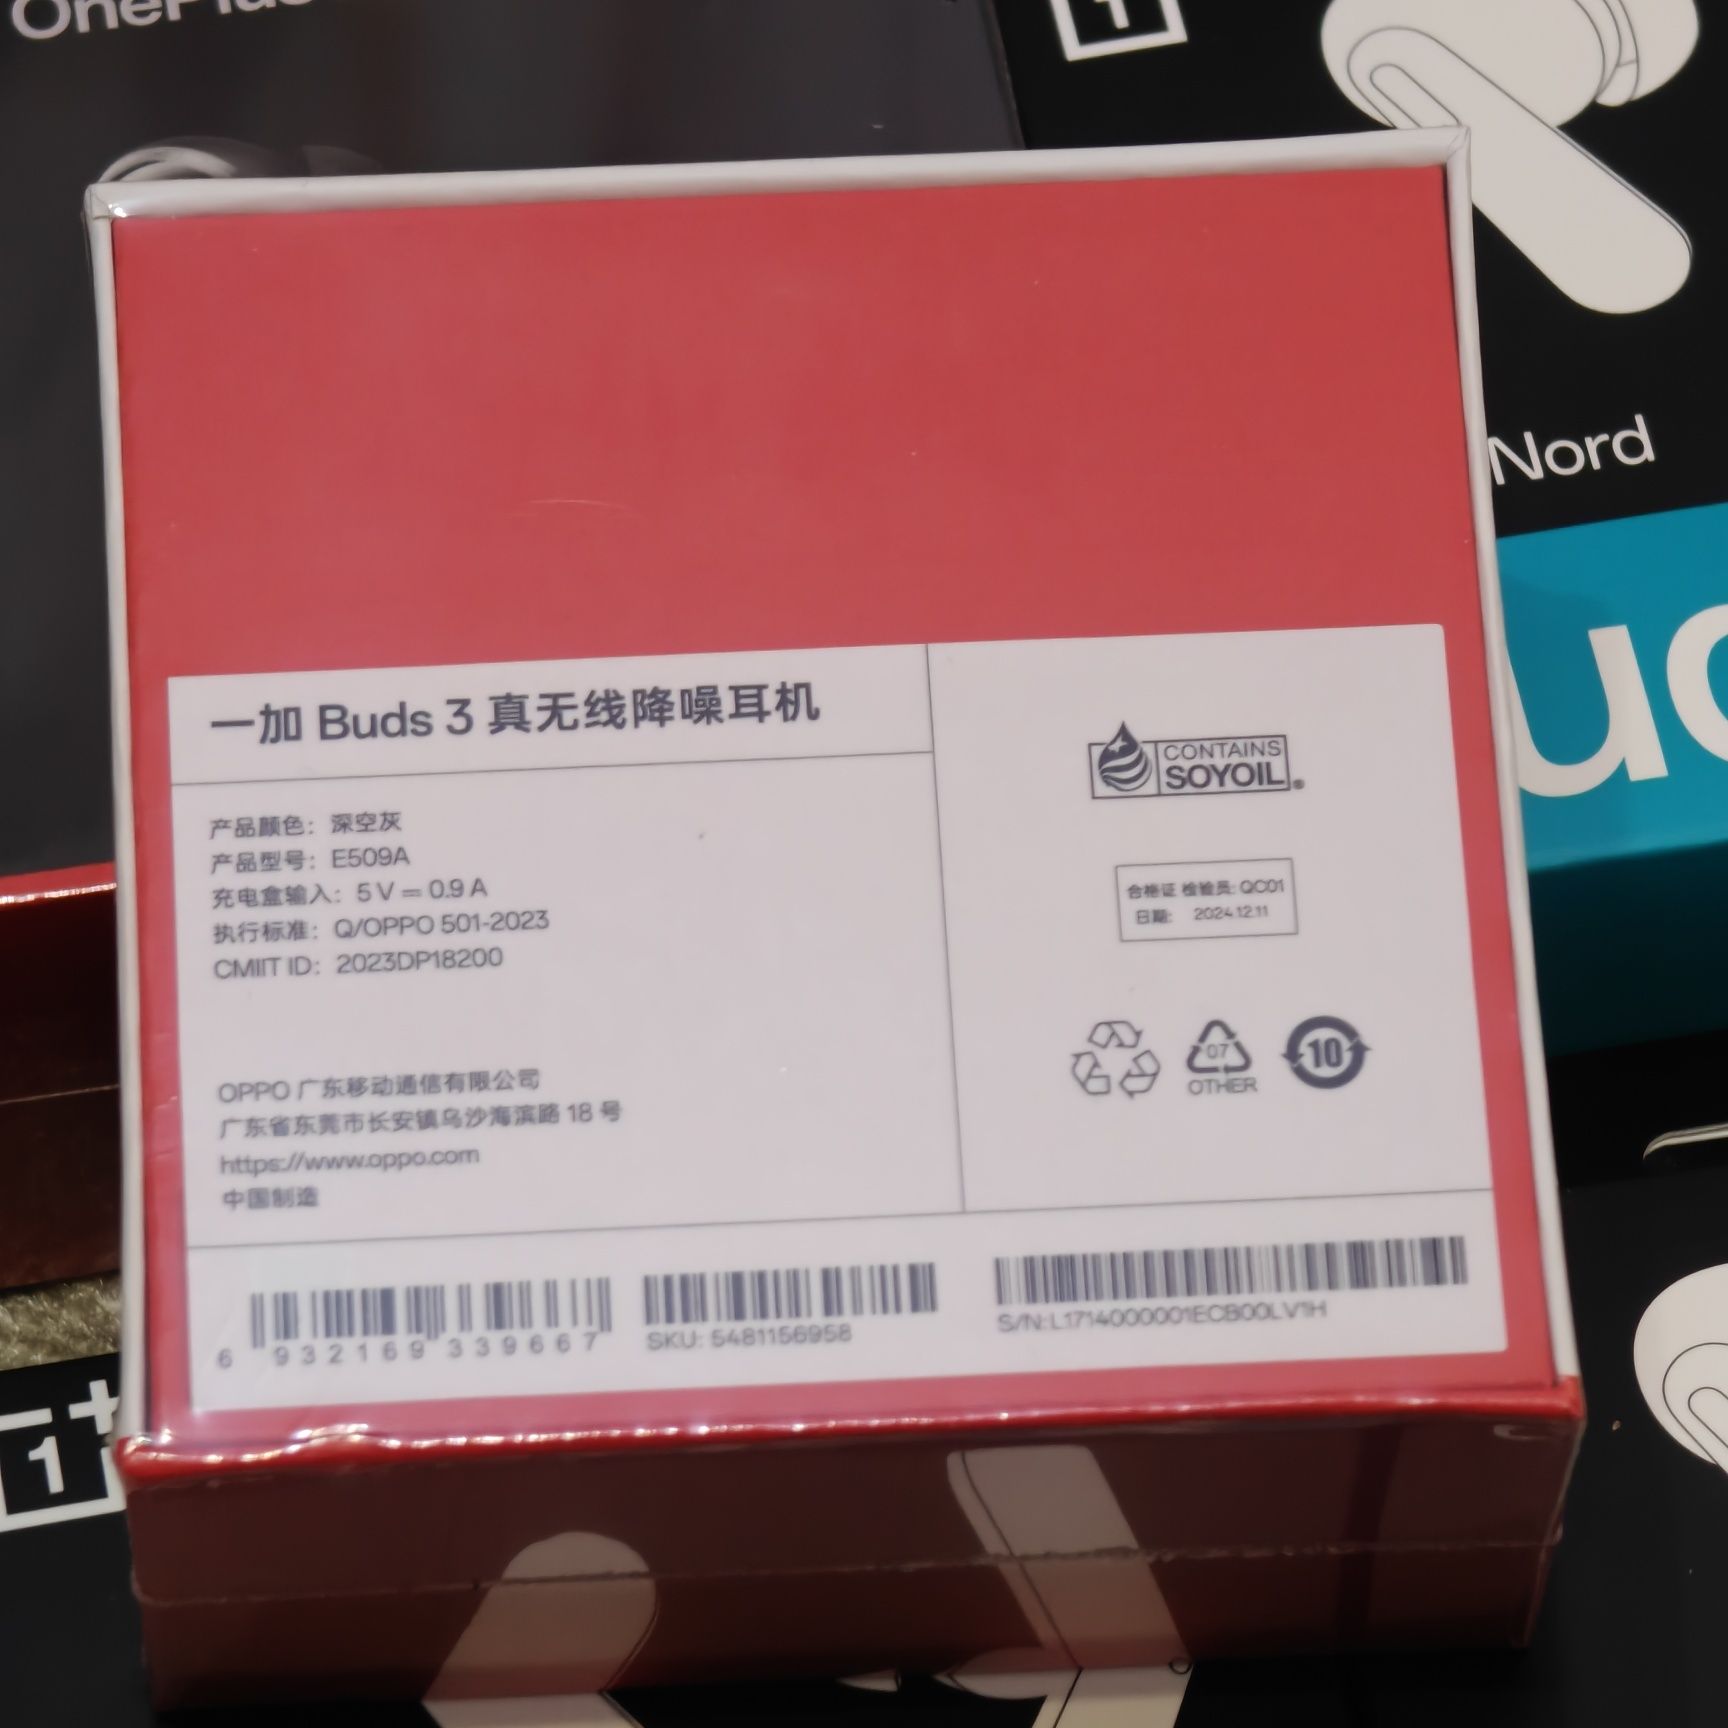 OnePlus
1
Nord
一加 Buds 3 真无线降噪耳机
产品颜色：深空灰
产品型号：E509A
充电盒输入：5 V ⎓ 0.9 A
执行标准：Q/OPPO 501-2023
CMIIT ID：2023DP18200
OPPO 广东移动通信有限公司
广东省东莞市长安镇乌沙海滨路 18 号
https://www.oppo.com
中国制造
CONTAINS
SOYOIL®
合格证 检验员: QC01
日期: 2024.12.11
07
OTHER
10
6 932169 339667
SKU: 5481156958
S/N:L1714000001ECB00LV1H
1+